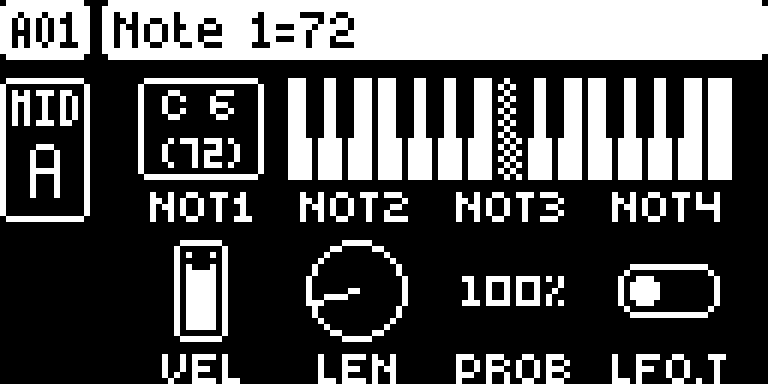 A01 Note 1=72
MID C 6
A (72)
NOT1 NOT2 NOT3 NOT4
100%
VEL LEN PROB LFO.T